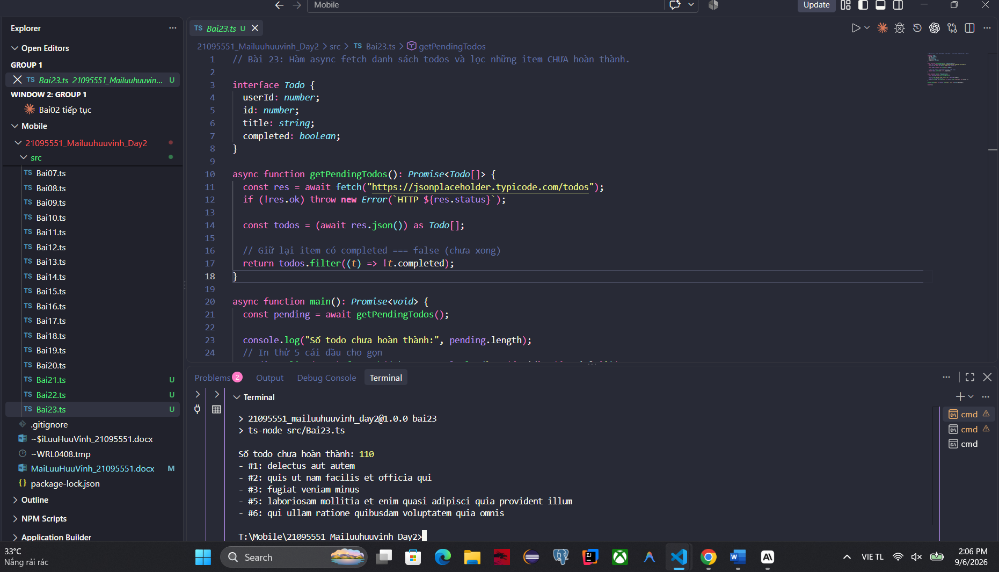 Mobile
Update
Explorer
Open Editors
GROUP 1
TS Bai23.ts 21095551_Mailuuhuuvin... U
WINDOW 2: GROUP 1
Bai02 tiếp tục
Mobile
21095551_Mailuuhuuvinh_Day2
src
TS Bai07.ts
TS Bai08.ts
TS Bai09.ts
TS Bai10.ts
TS Bai11.ts
TS Bai12.ts
TS Bai13.ts
TS Bai14.ts
TS Bai15.ts
TS Bai16.ts
TS Bai17.ts
TS Bai18.ts
TS Bai19.ts
TS Bai20.ts
TS Bai21.ts U
TS Bai22.ts U
TS Bai23.ts U
.gitignore
~$iLuuHuuVinh_21095551.docx
~WRL0408.tmp
MaiLuuHuuVinh_21095551.docx M
{} package-lock.json
Outline
NPM Scripts
Application Builder
TS Bai23.ts U
21095551_Mailuuhuuvinh_Day2 > src > TS Bai23.ts > getPendingTodos
1 // Bài 23: Hàm async fetch danh sách todos và lọc những item CHƯA hoàn thành.
2
3 interface Todo {
4 userId: number;
5 id: number;
6 title: string;
7 completed: boolean;
8 }
9
10 async function getPendingTodos(): Promise<Todo[]> {
11 const res = await fetch("https://jsonplaceholder.typicode.com/todos");
12 if (!res.ok) throw new Error(`HTTP ${res.status}`);
13
14 const todos = (await res.json()) as Todo[];
15
16 // Giữ lại item có completed === false (chưa xong)
17 return todos.filter((t) => !t.completed);
18 }
19
20 async function main(): Promise<void> {
21 const pending = await getPendingTodos();
22
23 console.log("Số todo chưa hoàn thành:", pending.length);
24 // In thử 5 cái đầu cho gọn
Problems 2 Output Debug Console Terminal
Terminal
> 21095551_mailuuhuuvinh_day2@1.0.0 bai23
> ts-node src/Bai23.ts
Số todo chưa hoàn thành: 110
- #1: delectus aut autem
- #2: quis ut nam facilis et officia qui
- #3: fugiat veniam minus
- #5: laboriosam mollitia et enim quasi adipisci quia provident illum
- #6: qui ullam ratione quibusdam voluptatem quia omnis
T:\Mobile\21095551_Mailuuhuuvinh_Day2>
cmd
cmd
cmd
33°C
Nắng rải rác
Search
VIE TL
2:06 PM
9/6/2026